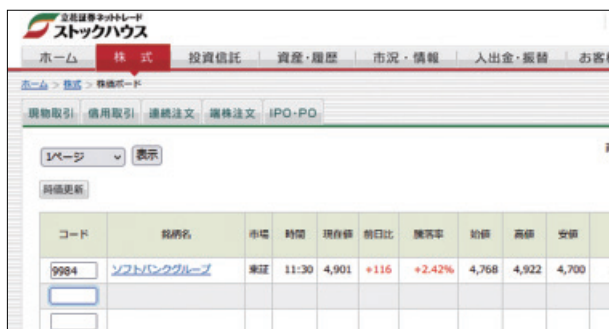 立花証券ネットトレード
ストックハウス
ホーム 株 式 投資信託 資産・履歴 市況・情報 入出金・振替 お客
ホーム > 株式 > 株価ボード
現物取引 信用取引 連続注文 端株注文 IPO・PO
1ページ 表示
時価更新
コード 銘柄名 市場 時間 現在値 前日比 騰落率 始値 高値 安値
9984 ソフトバンクグループ 東証 11:30 4,901 +116 +2.42% 4,768 4,922 4,700